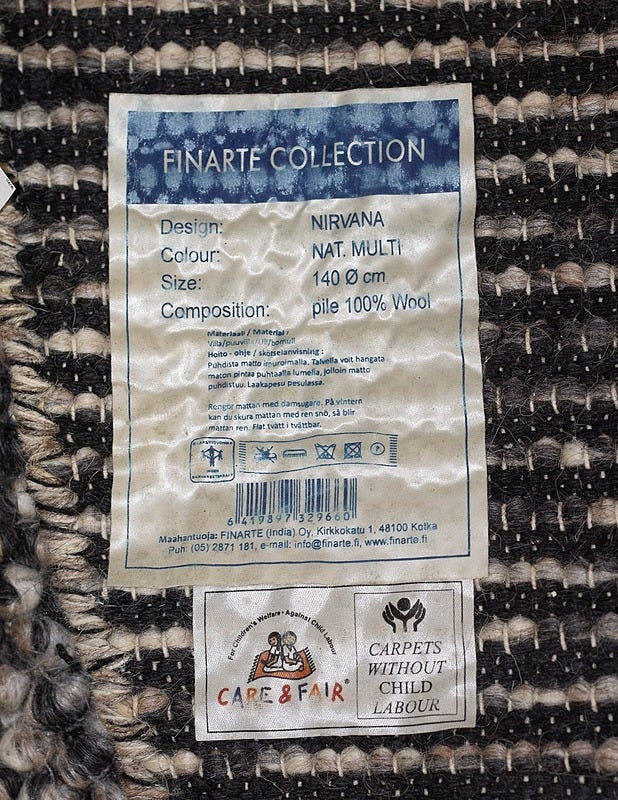 FINARTE COLLECTION
Design: NIRVANA
Colour: NAT. MULTI
Size: 140 Ø cm
Composition: pile 100% Wool
Materiaali / Material :
Villa/puuvilla/Ull/bomull
Hoito - ohje / skötselanvisning :
Puhdista matto imuroimalla. Talvella voit hangata
maton pintaa puhtaalla lumella, jolloin matto
puhdistuu. Laakapesu pesulassa.
Rengör mattan med damsugare. På vintern
kan du skura mattan med ren snö, så blir
mattan ren. Flat tvätt i tvättbar.
P
6 419897 329660
Maahantuoja: FINARTE (India) Oy, Kirkkokatu 1, 48100 Kotka
Puh. (05) 2871 181, e-mail: info@finarte.fi, www.finarte.fi
For Children's Welfare - Against Child Labour
CARE & FAIR®
CARPETS
WITHOUT
CHILD
LABOUR